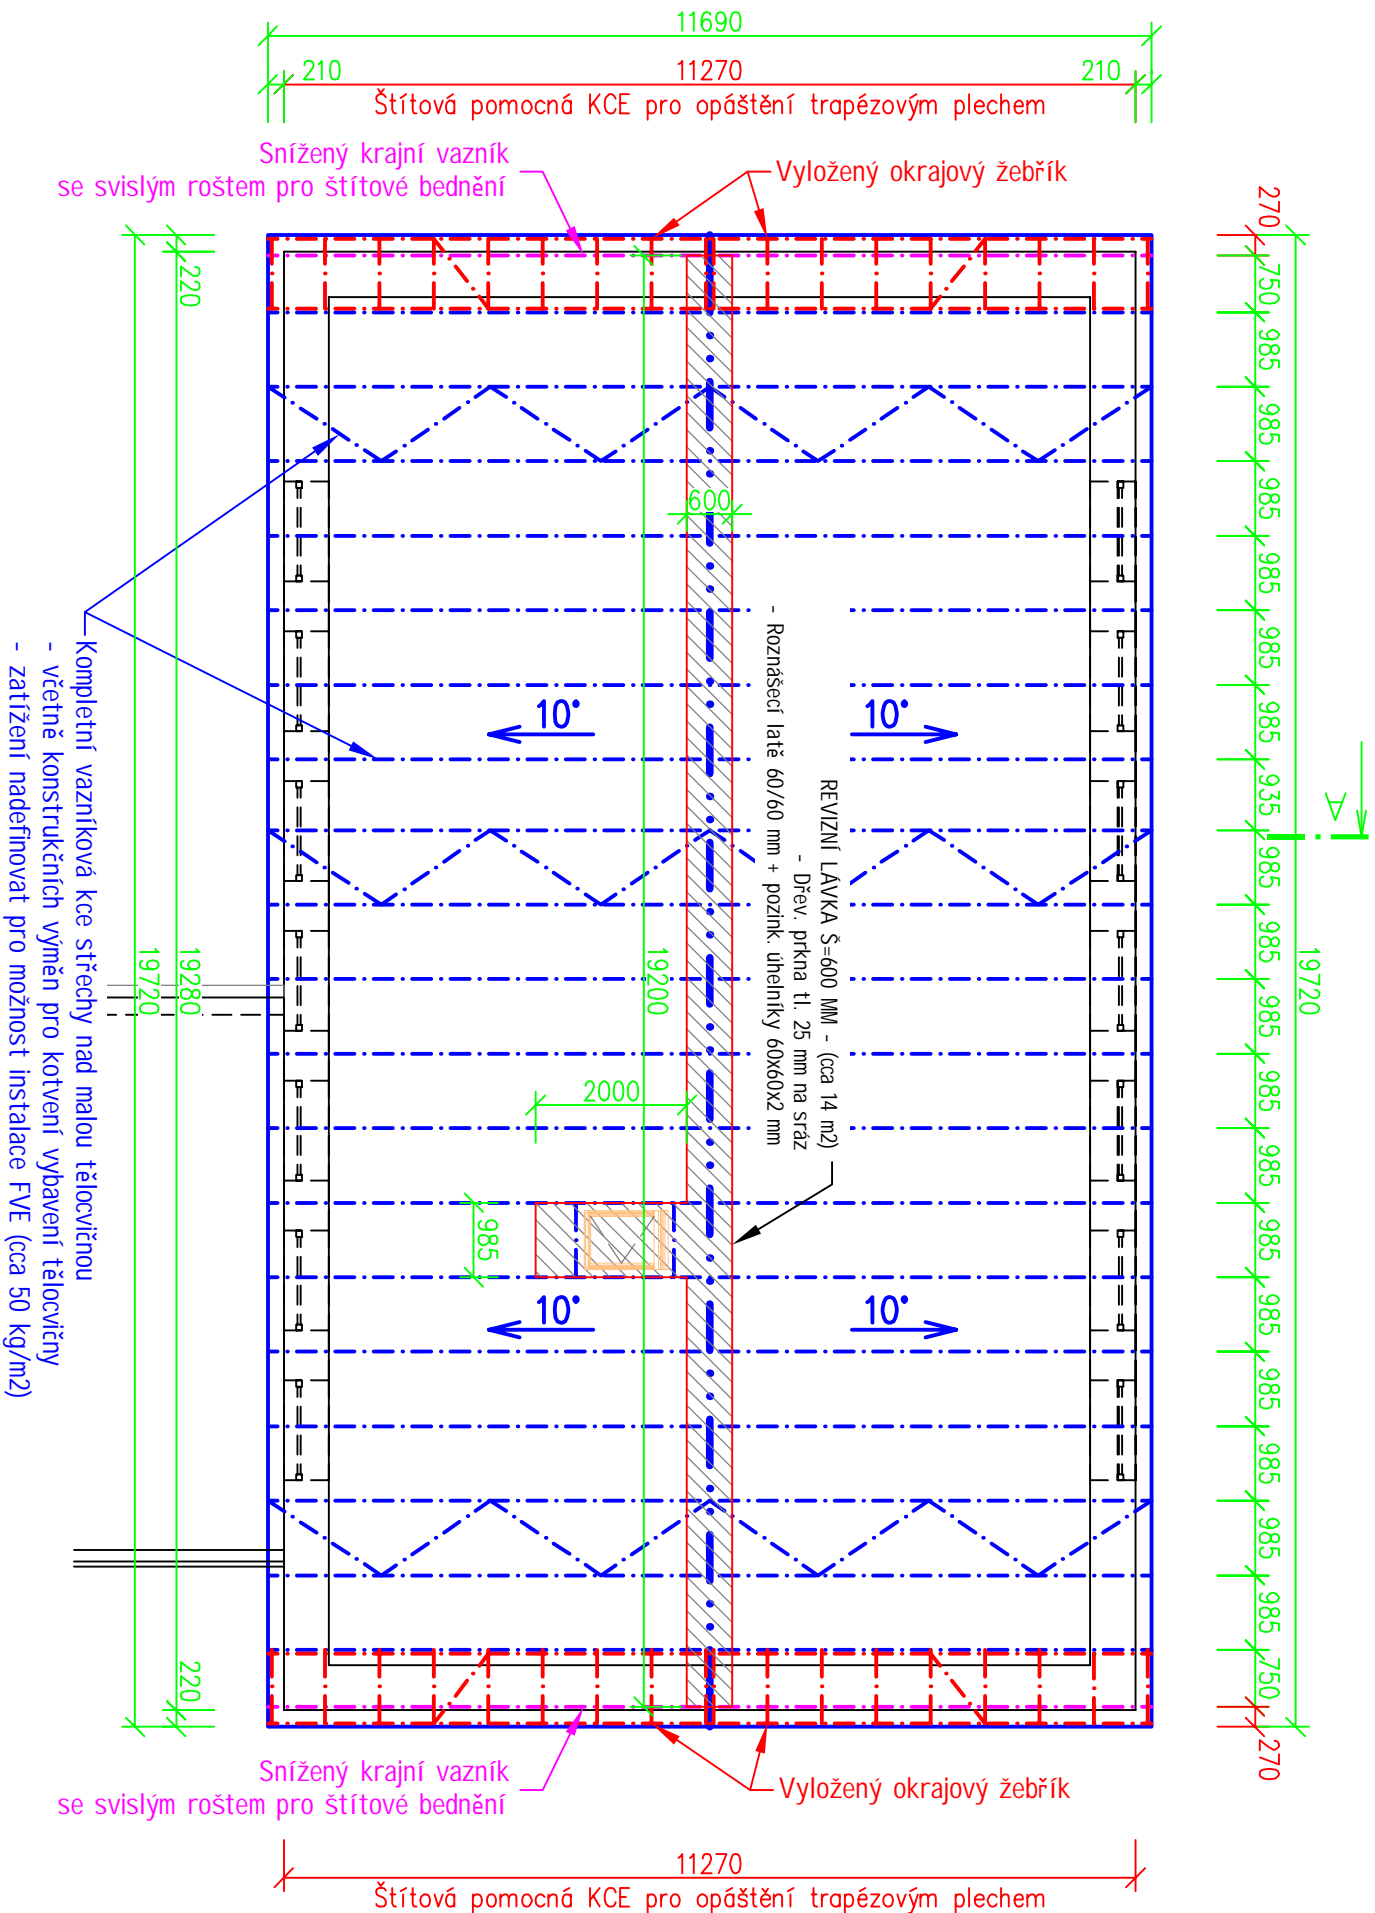 11690
210
11270
210
Štítová pomocná KCE pro opáštění trapézovým plechem
Snížený krajní vazník
se svislým roštem pro štítové bednění
Vyložený okrajový žebřík
270
750
985
985
985
985
985
985
935
985
985
985
985
985
985
985
985
985
985
750
270
19720
A
220
19280
19720
220
600
19200
2000
985
10°
10°
10°
10°
REVIZNÍ LÁVKA Š=600 MM - (cca 14 m2)
- Dřev. prkna tl. 25 mm na sráz
- Roznášecí latě 60/60 mm + pozink. úhelníky 60x60x2 mm
Kompletní vazníková kce střechy nad malou tělocvičnou
- včetně konstrukčních výměn pro kotvení vybavení tělocvičny
- zatížení nadefinovat pro možnost instalace FVE (cca 50 kg/m2)
Snížený krajní vazník
se svislým roštem pro štítové bednění
Vyložený okrajový žebřík
11270
Štítová pomocná KCE pro opáštění trapézovým plechem